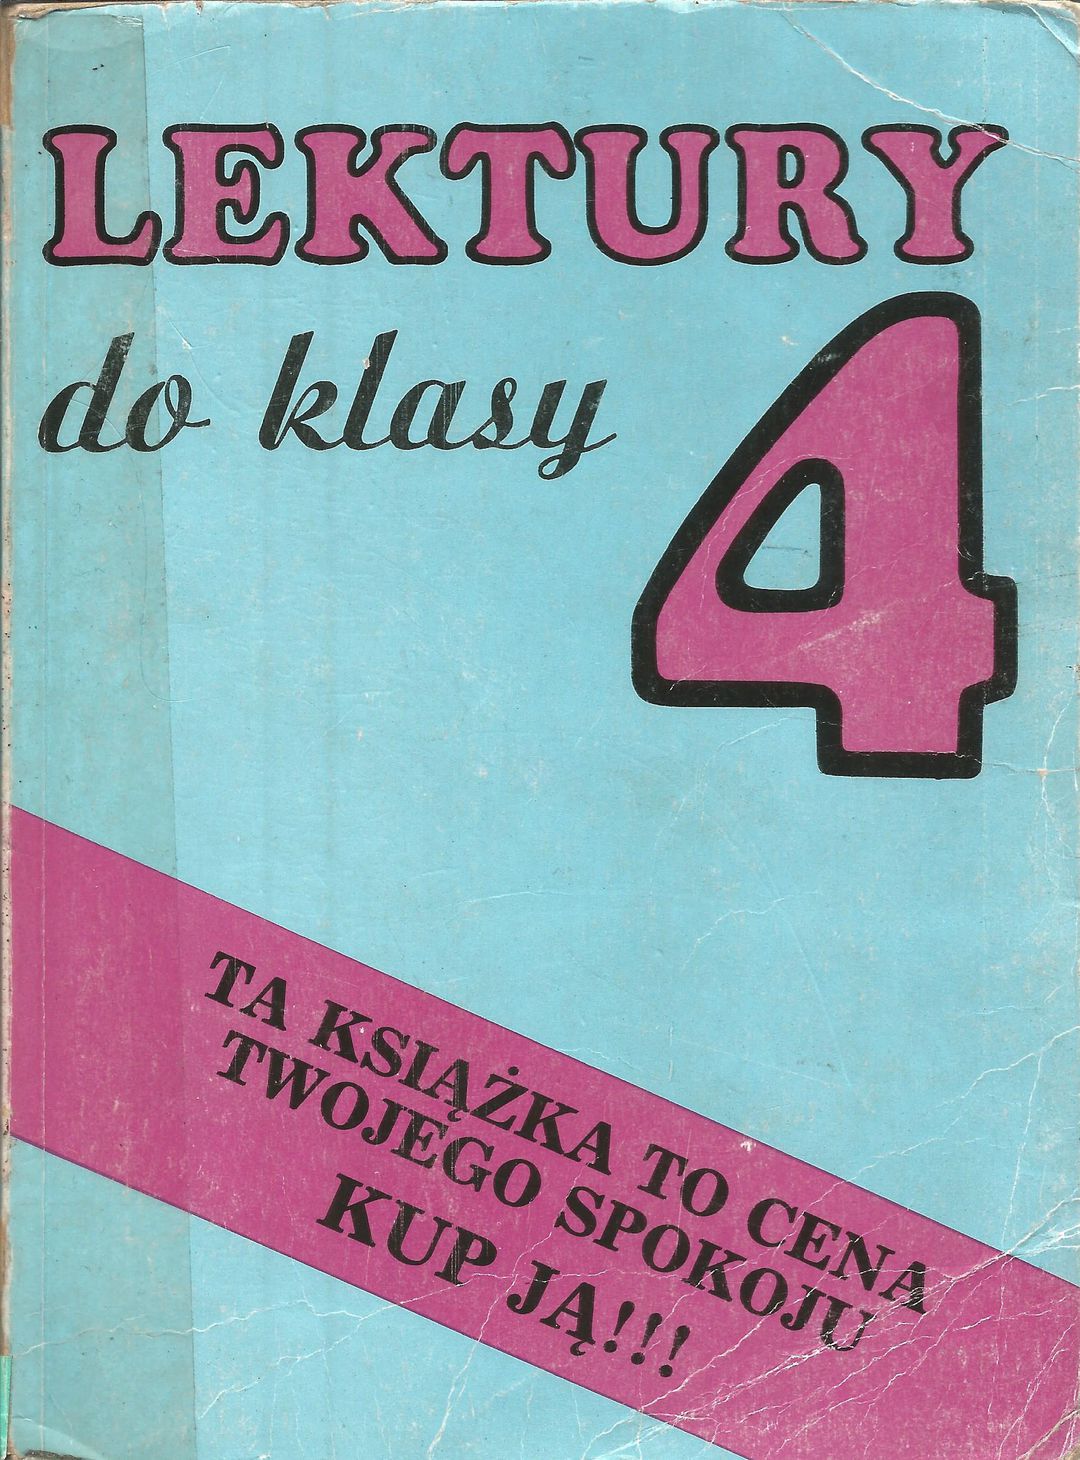 LEKTURY
do klasy 4
TA KSIĄŻKA TO CENA
TWOJEGO SPOKOJU
KUP JĄ!!!